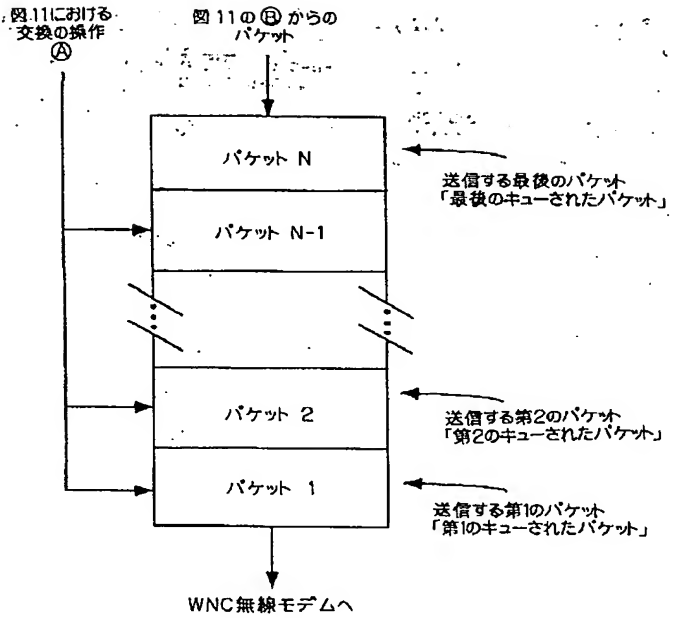 図.11における
交換の操作
Ⓐ
図 11の Ⓑ からの
パケット
パケット N
送信する最後のパケット
「最後のキューされたパケット」
パケット N-1
パケット 2
送信する第2のパケット
「第2のキューされたパケット」
パケット 1
送信する第1のパケット
「第1のキューされたパケット」
WNC無線モデムへ